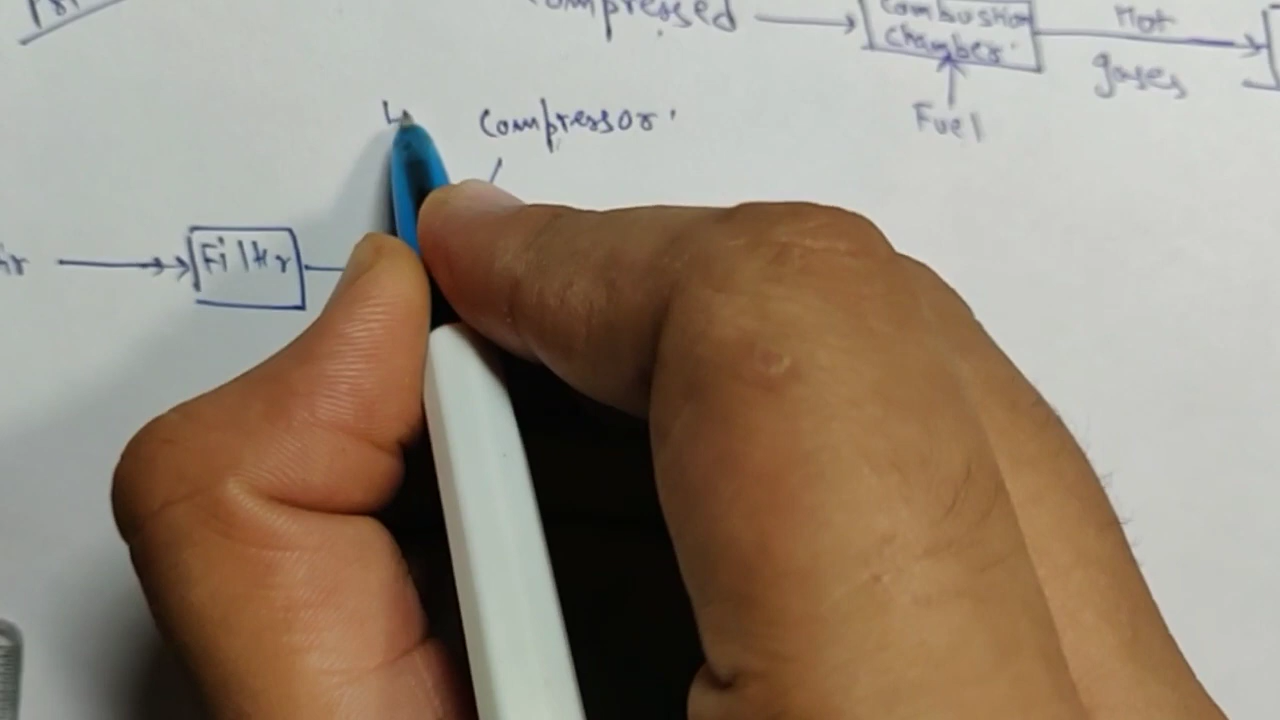 compressed
Combustion
chamber.
Hot
gases
Fuel
Compressor.
Filter